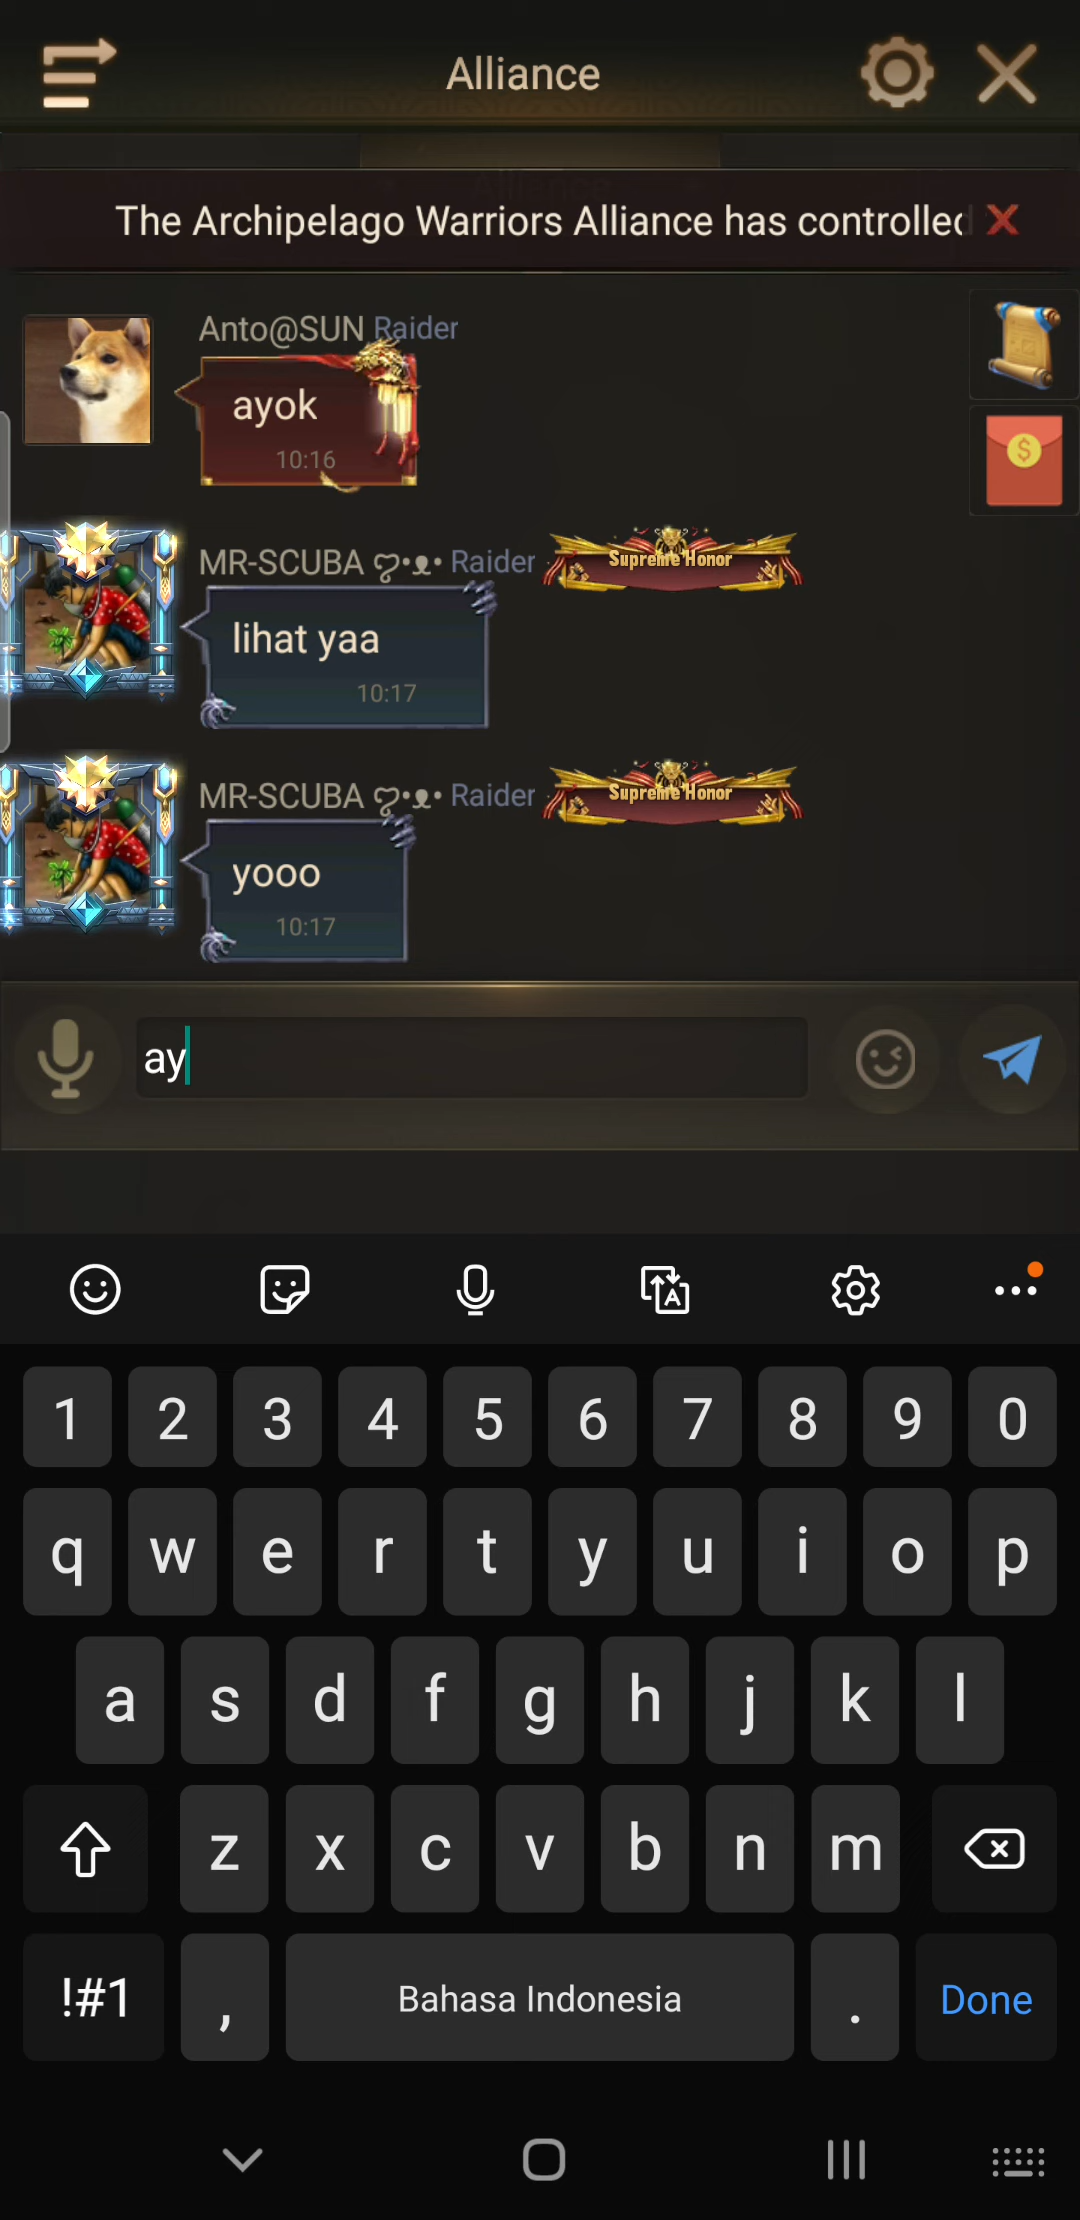 Alliance
The Archipelago Warriors Alliance has controlled
Anto@SUN Raider
ayok
10:16
MR-SCUBA ღ•ᴥ• Raider Supreme Honor
lihat yaa
10:17
MR-SCUBA ღ•ᴥ• Raider Supreme Honor
yooo
10:17
ay
1 2 3 4 5 6 7 8 9 0
q w e r t y u i o p
a s d f g h j k l
z x c v b n m
!#1 , Bahasa Indonesia . Done